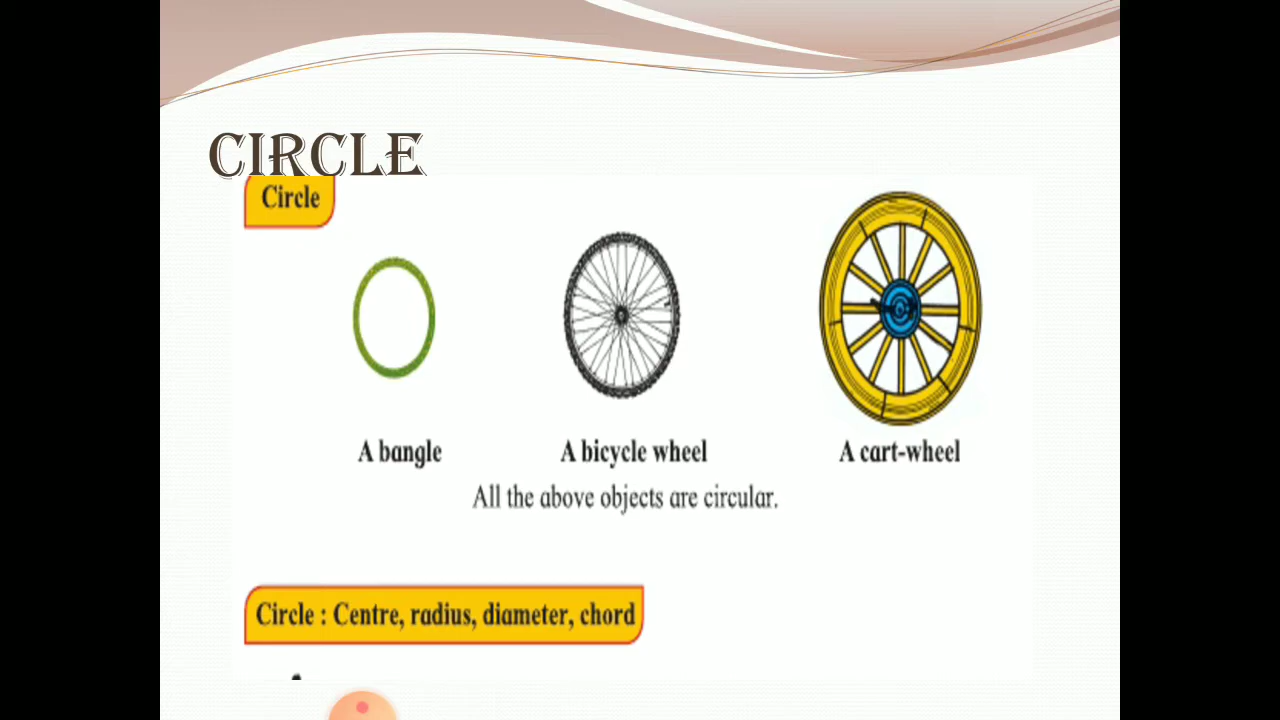 CIRCLE
Circle
A bangle
A bicycle wheel
A cart-wheel
All the above objects are circular.
Circle : Centre, radius, diameter, chord